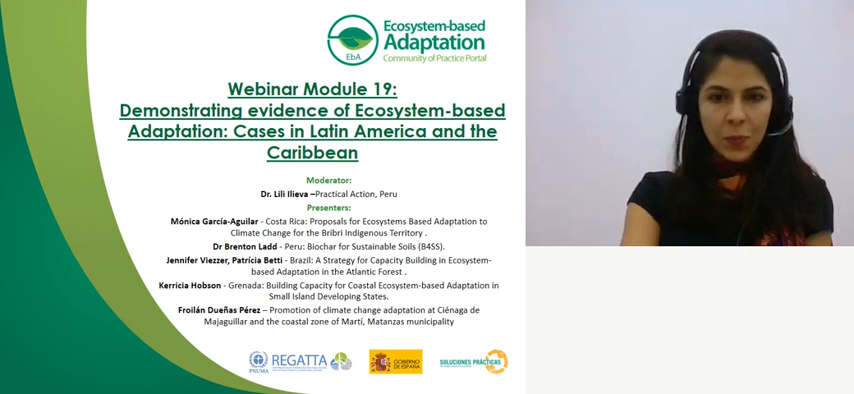 Ecosystem-based
Adaptation
Community of Practice Portal
EbA
Webinar Module 19:
Demonstrating evidence of Ecosystem-based
Adaptation: Cases in Latin America and the
Caribbean
Moderator:
Dr. Lili Ilieva –Practical Action, Peru
Presenters:
Mónica García-Aguilar - Costa Rica: Proposals for Ecosystems Based Adaptation to
Climate Change for the Bribri Indigenous Territory .
Dr Brenton Ladd - Peru: Biochar for Sustainable Soils (B4SS).
Jennifer Viezzer, Patrícia Betti - Brazil: A Strategy for Capacity Building in Ecosystem-
based Adaptation in the Atlantic Forest .
Kerricia Hobson - Grenada: Building Capacity for Coastal Ecosystem-based Adaptation in
Small Island Developing States.
Froilán Dueñas Pérez – Promotion of climate change adaptation at Ciénaga de
Majaguillar and the coastal zone of Martí, Matanzas municipality
PNUMA
REGATTA
GOBIERNO
DE ESPAÑA
SOLUCIONES PRÁCTICAS